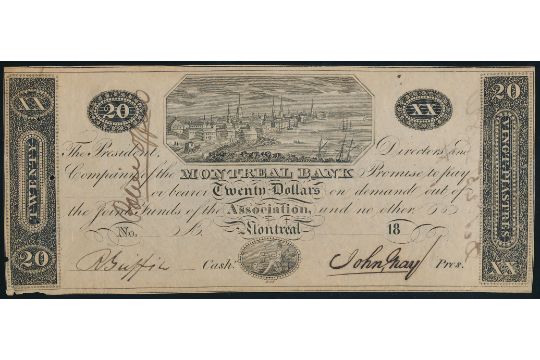 XX
20
XX
20
The President, Directors and
Company of the MONTREAL BANK Promise to pay
or bearer Twenty Dollars on demand out of
the Joint Funds of the Association, and no other
No. Montreal 18
R Griffin Cash. John Gray Pres.
TWENTY
VINGT PIASTRES
20
XX